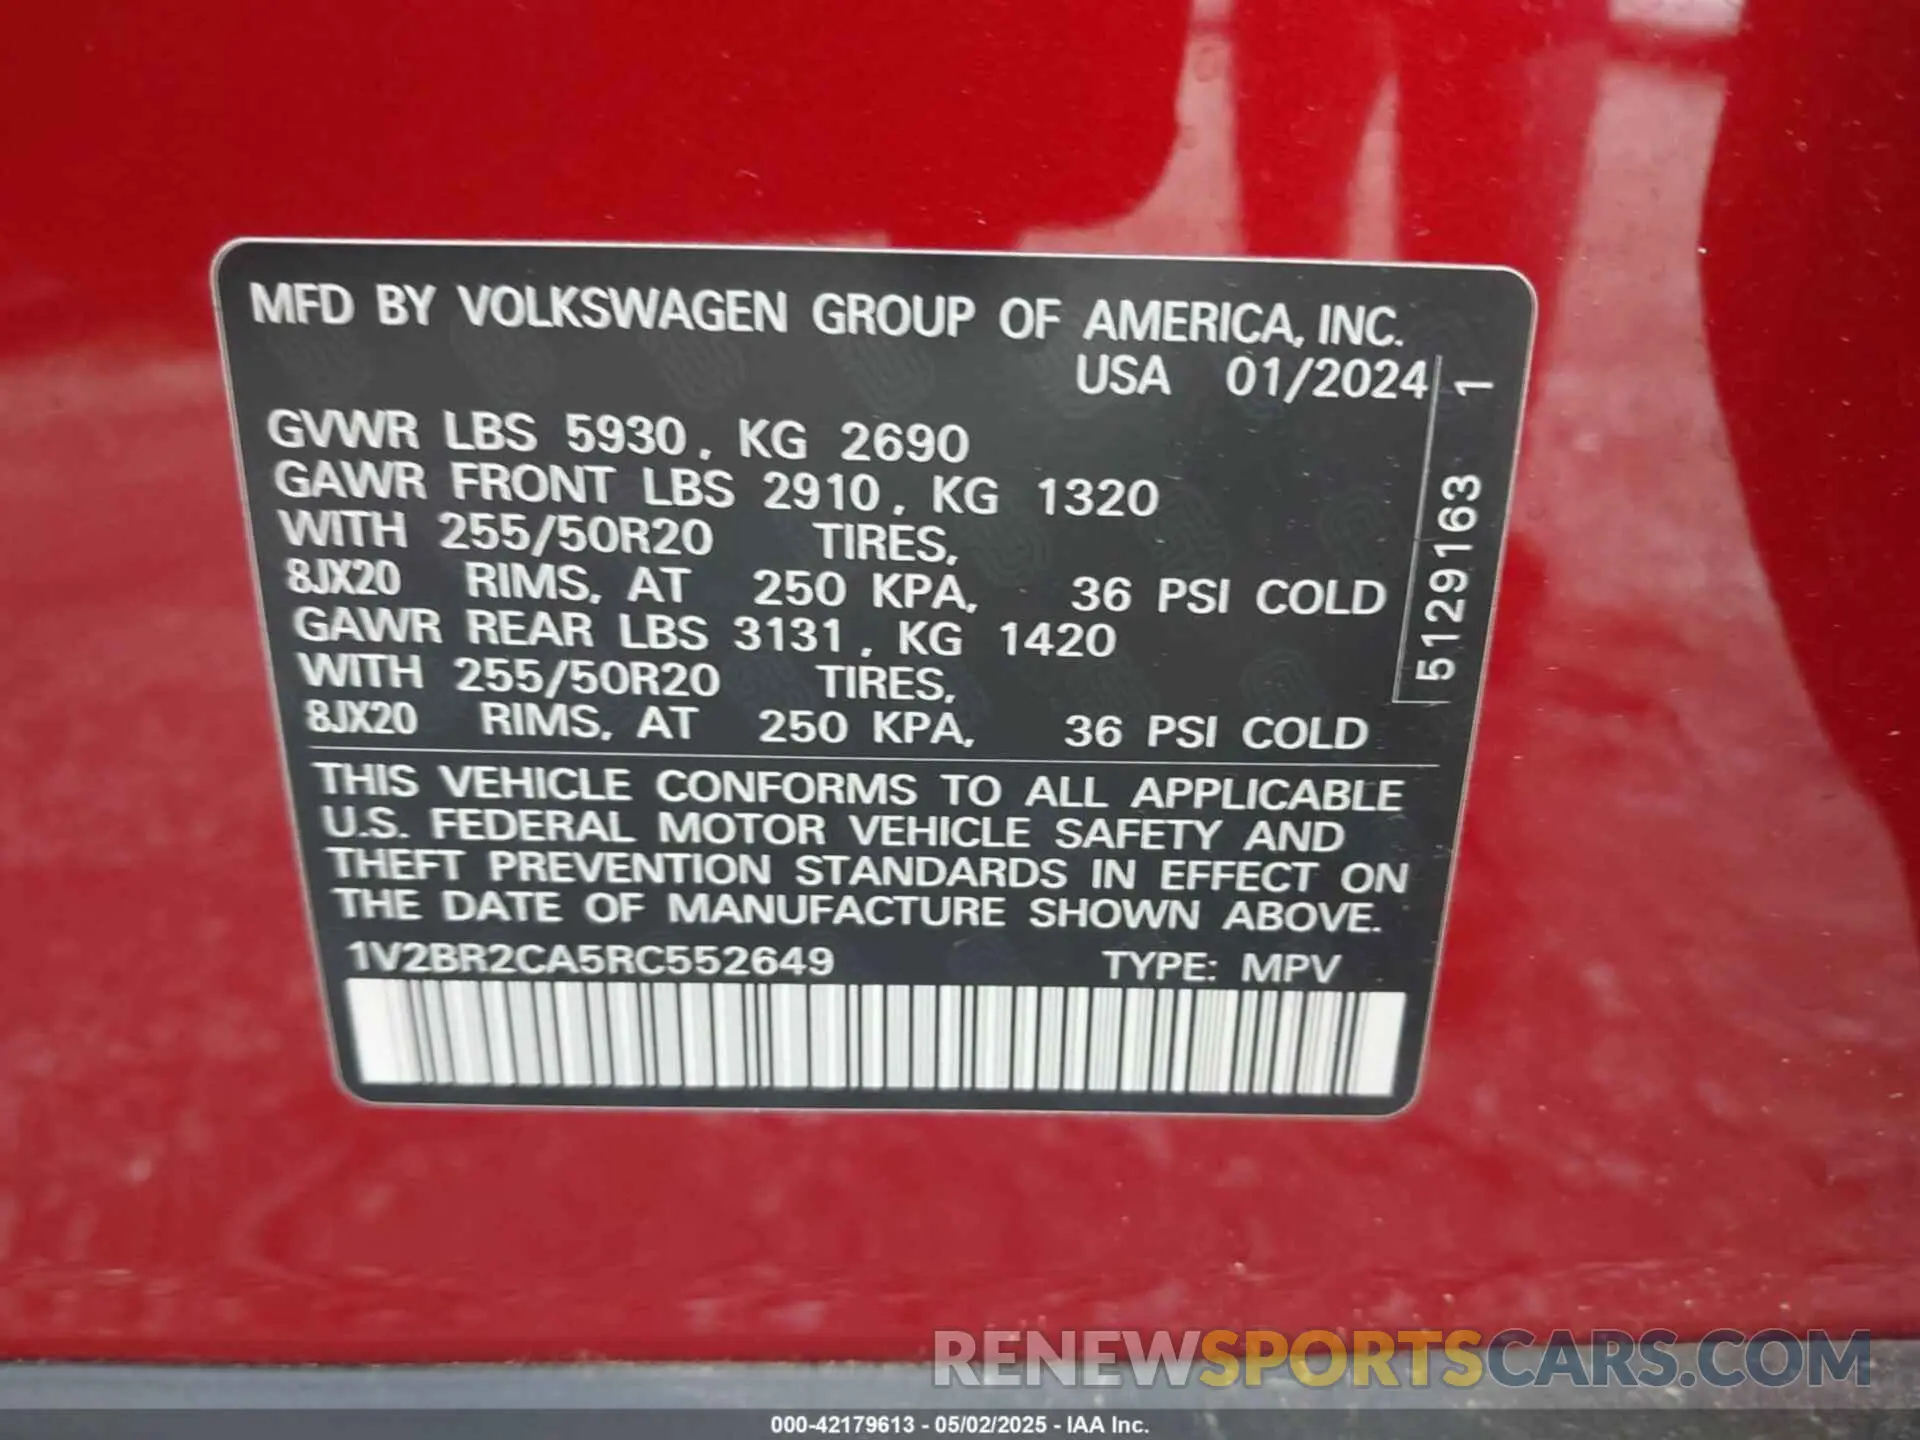 MFD BY VOLKSWAGEN GROUP OF AMERICA, INC.
USA 01/2024
GVWR LBS 5930, KG 2690
GAWR FRONT LBS 2910, KG 1320
WITH 255/50R20 TIRES,
8JX20 RIMS, AT 250 KPA, 36 PSI COLD
GAWR REAR LBS 3131, KG 1420
WITH 255/50R20 TIRES,
8JX20 RIMS, AT 250 KPA, 36 PSI COLD
5129163 1
THIS VEHICLE CONFORMS TO ALL APPLICABLE
U.S. FEDERAL MOTOR VEHICLE SAFETY AND
THEFT PREVENTION STANDARDS IN EFFECT ON
THE DATE OF MANUFACTURE SHOWN ABOVE.
1V2BR2CA5RC552649 TYPE: MPV
RENEWSPORTSCARS.COM
000-42179613 - 05/02/2025 - IAA Inc.